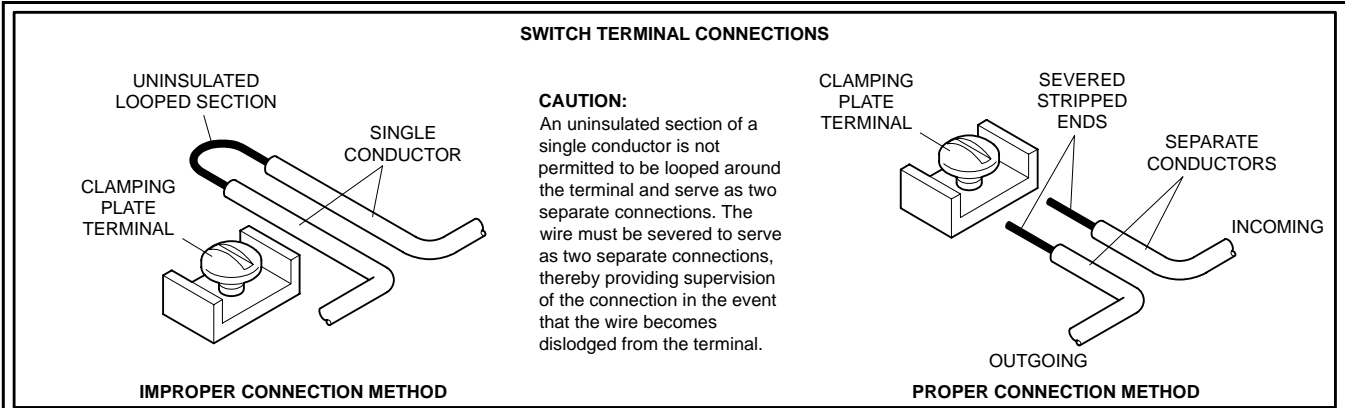 SWITCH TERMINAL CONNECTIONS
UNINSULATED
LOOPED SECTION
SINGLE
CONDUCTOR
CLAMPING
PLATE
TERMINAL
IMPROPER CONNECTION METHOD
CAUTION:
An uninsulated section of a
single conductor is not
permitted to be looped around
the terminal and serve as two
separate connections. The
wire must be severed to serve
as two separate connections,
thereby providing supervision
of the connection in the event
that the wire becomes
dislodged from the terminal.
CLAMPING
PLATE
TERMINAL
SEVERED
STRIPPED
ENDS
SEPARATE
CONDUCTORS
INCOMING
OUTGOING
PROPER CONNECTION METHOD